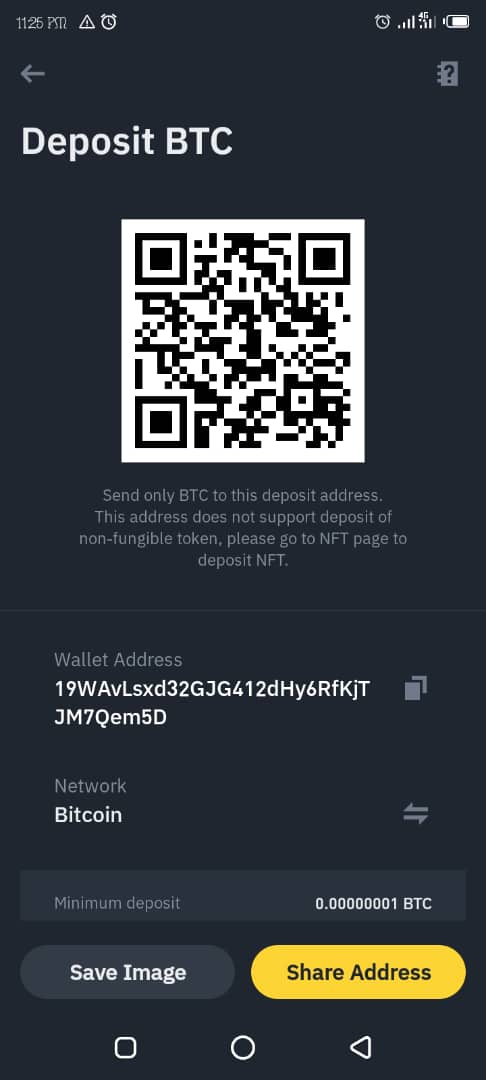 11:25 PM
Deposit BTC
Send only BTC to this deposit address.
This address does not support deposit of
non-fungible token, please go to NFT page to
deposit NFT.
Wallet Address
19WAvLsxd32GJG412dHy6RfKjT
JM7Qem5D
Network
Bitcoin
Minimum deposit 0.00000001 BTC
Save Image Share Address